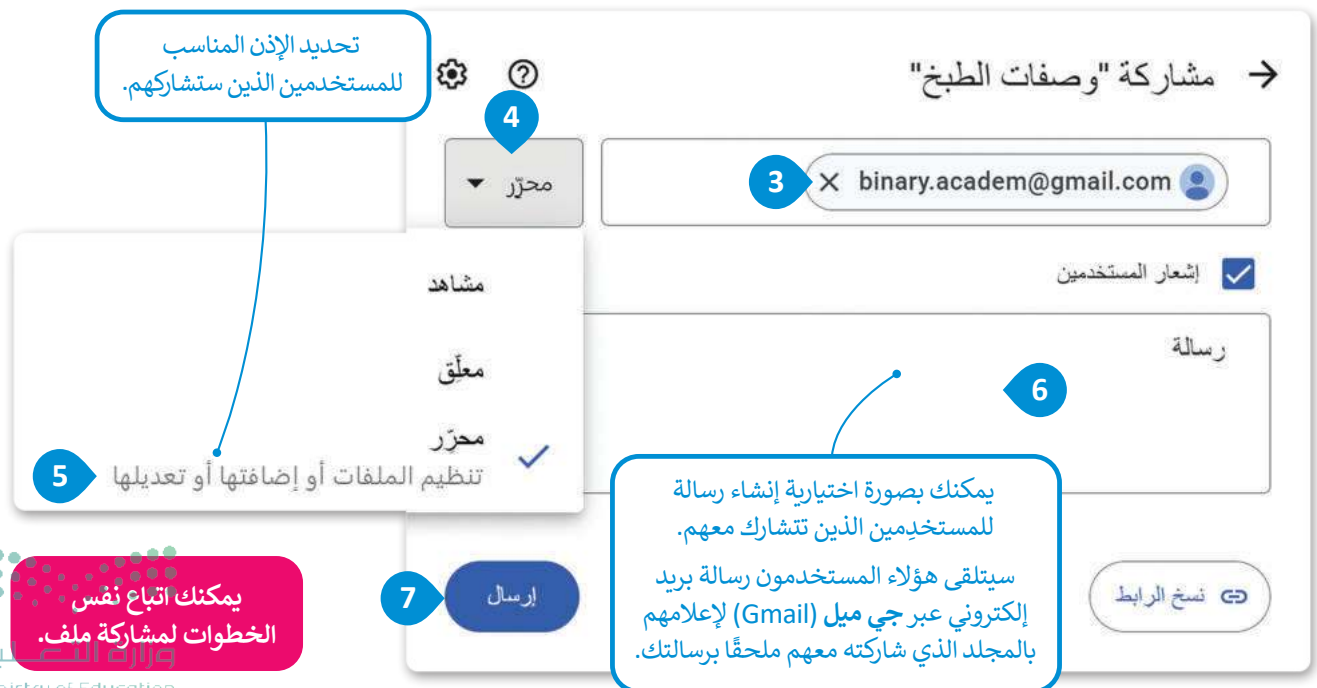 تحديد الإذن المناسب
للمستخدمين الذين ستشاركهم.
مشاركة "وصفات الطبخ"
4
binary.academ@gmail.com
3
محرّر
إشعار المستخدمين
مشاهد
معلّق
محرّر
تنظيم الملفات أو إضافتها أو تعديلها
5
رسالة
6
يمكنك بصورة اختيارية إنشاء رسالة
للمستخدِمين الذين تتشارك معهم.
سيتلقى هؤلاء المستخدمون رسالة بريد
إلكتروني عبر جي ميل (Gmail) لإعلامهم
بالمجلد الذي شاركته معهم ملحقًا برسالتك.
نسخ الرابط
إرسال
7
يمكنك اتباع نفس
الخطوات لمشاركة ملف.